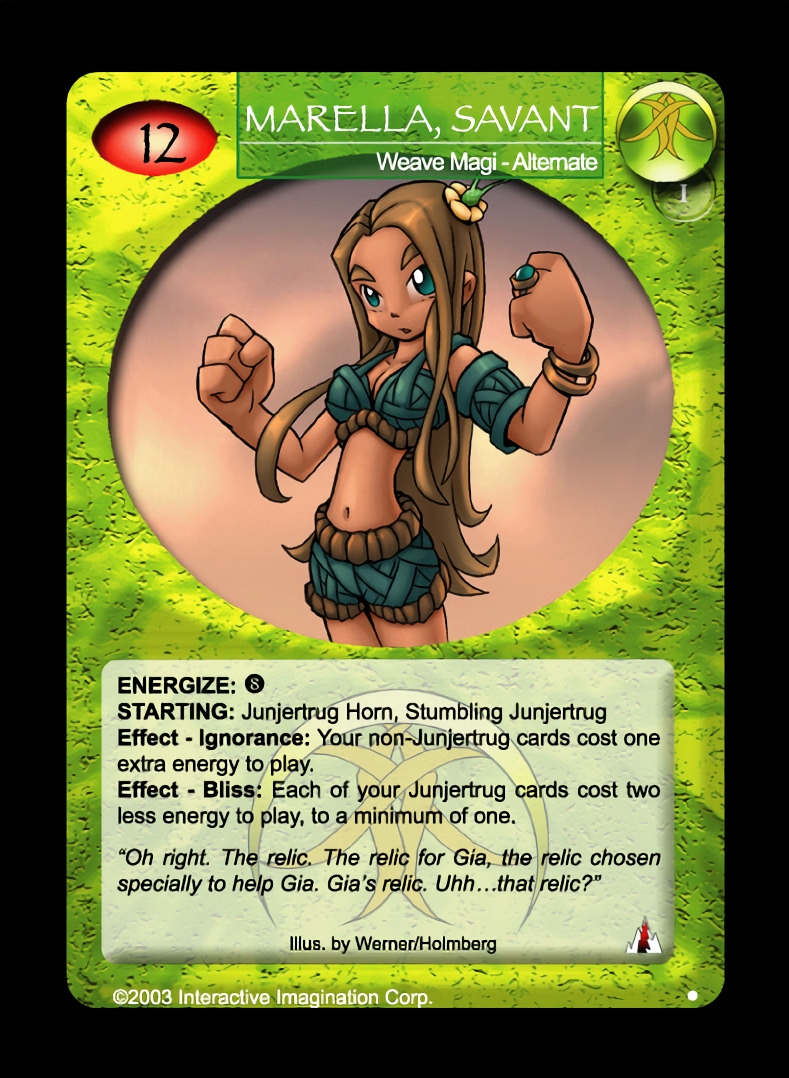 12
MARELLA, SAVANT
Weave Magi - Alternate
I
ENERGIZE: 8
STARTING: Junjertrug Horn, Stumbling Junjertrug
Effect - Ignorance: Your non-Junjertrug cards cost one
extra energy to play.
Effect - Bliss: Each of your Junjertrug cards cost two
less energy to play, to a minimum of one.
“Oh right. The relic. The relic for Gia, the relic chosen
specially to help Gia. Gia’s relic. Uhh…that relic?”
Illus. by Werner/Holmberg
©2003 Interactive Imagination Corp.